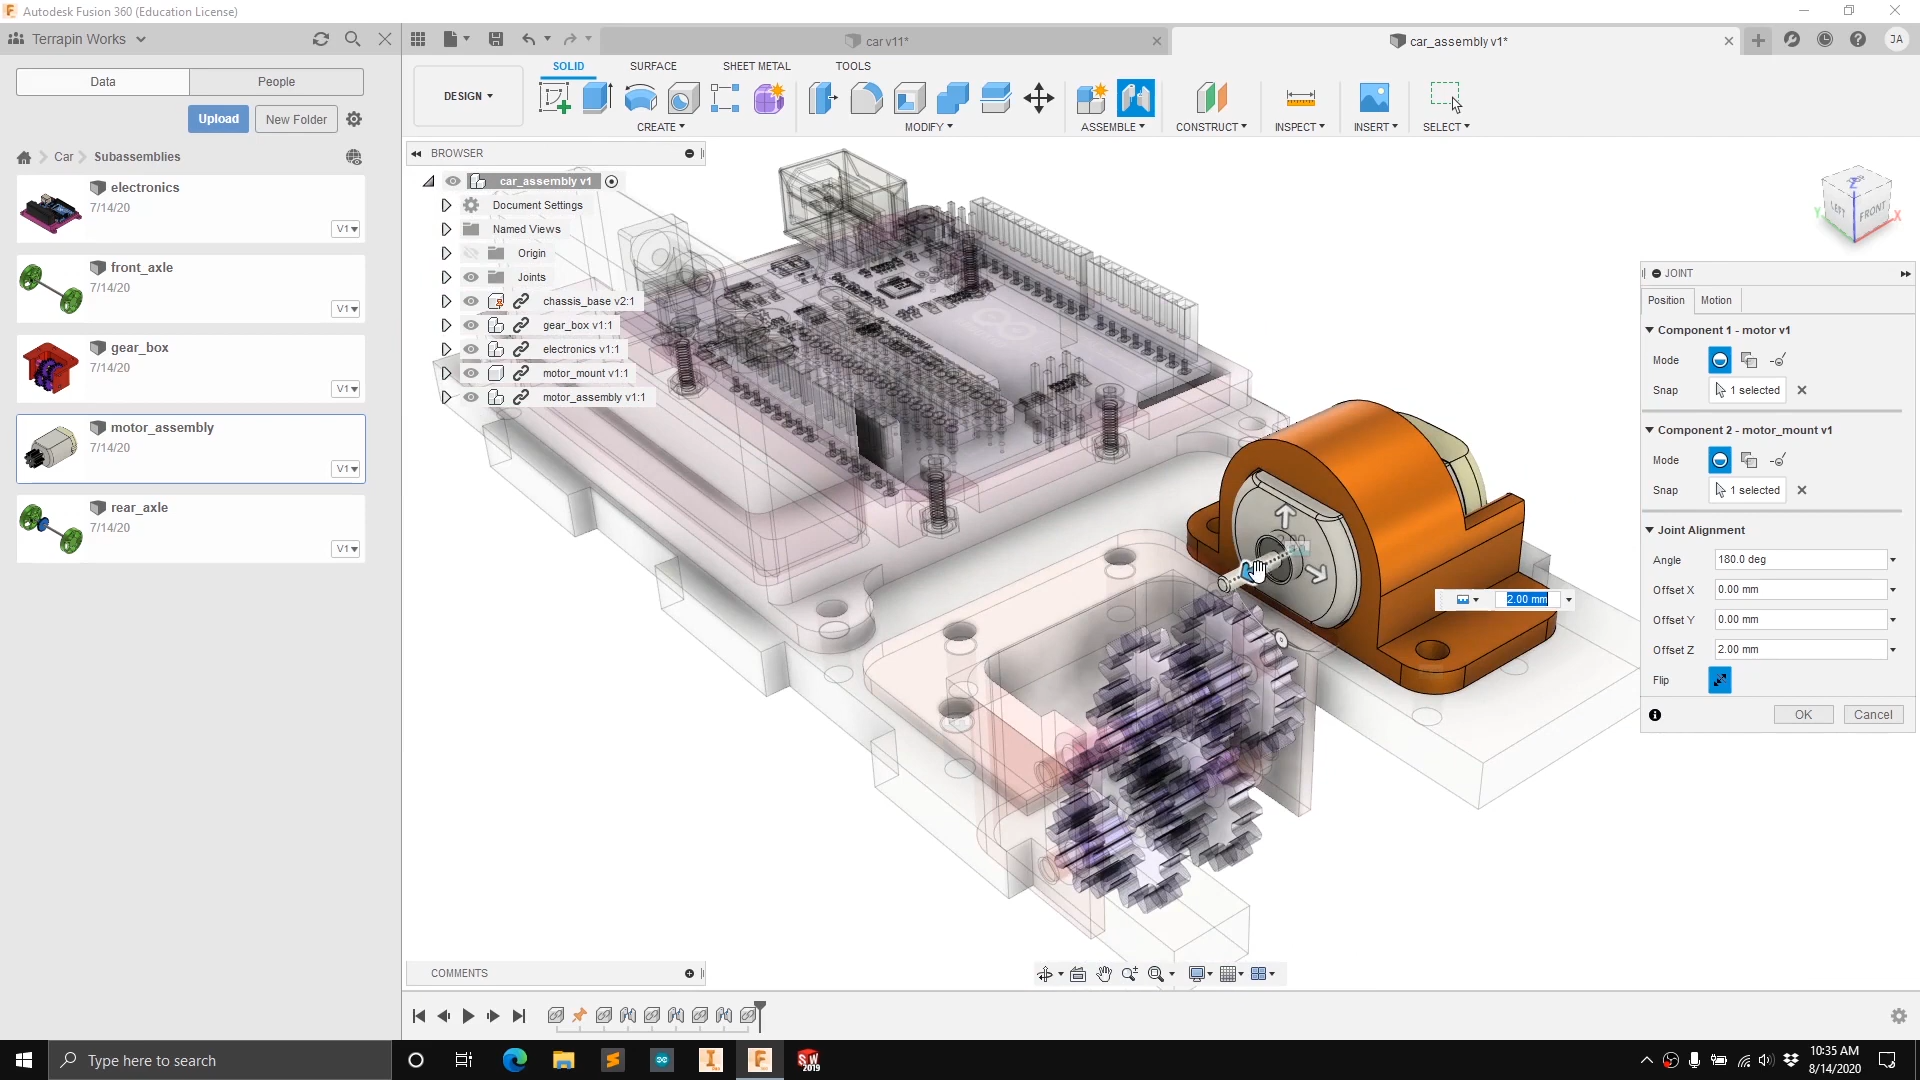 Autodesk Fusion 360 (Education License)
Terrapin Works
car v11*
car_assembly v1*
JA
Data
People
Upload
New Folder
Car
Subassemblies
electronics
7/14/20
V1
front_axle
7/14/20
V1
gear_box
7/14/20
V1
motor_assembly
7/14/20
V1
rear_axle
7/14/20
V1
DESIGN
SOLID
SURFACE
SHEET METAL
TOOLS
CREATE
MODIFY
ASSEMBLE
CONSTRUCT
INSPECT
INSERT
SELECT
BROWSER
car_assembly v1
Document Settings
Named Views
Origin
Joints
chassis_base v2:1
gear_box v1:1
electronics v1:1
motor_mount v1:1
motor_assembly v1:1
Z
LEFT
FRONT
Y
X
2.00 mm
JOINT
Position
Motion
Component 1 - motor v1
Mode
Snap
1 selected
Component 2 - motor_mount v1
Mode
Snap
1 selected
Joint Alignment
Angle
180.0 deg
Offset X
0.00 mm
Offset Y
0.00 mm
Offset Z
2.00 mm
Flip
OK
Cancel
COMMENTS
Type here to search
SW
2019
10:35 AM
8/14/2020